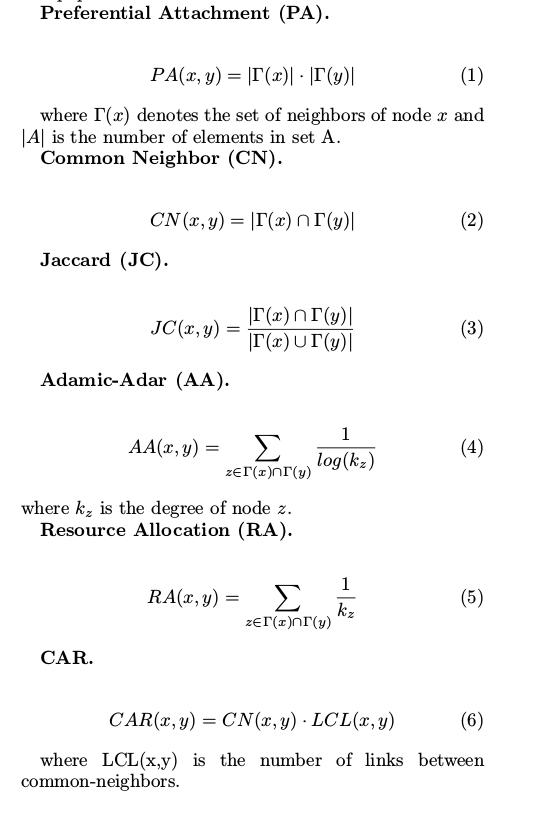 Preferential Attachment (PA).
PA(x, y) = |Γ(x)| · |Γ(y)| (1)
where Γ(x) denotes the set of neighbors of node x and
|A| is the number of elements in set A.
Common Neighbor (CN).
CN(x, y) = |Γ(x) ∩ Γ(y)| (2)
Jaccard (JC).
JC(x, y) = |Γ(x) ∩ Γ(y)| / |Γ(x) ∪ Γ(y)| (3)
Adamic-Adar (AA).
AA(x, y) = ∑_{z∈Γ(x)∩Γ(y)} 1 / log(k_z) (4)
where k_z is the degree of node z.
Resource Allocation (RA).
RA(x, y) = ∑_{z∈Γ(x)∩Γ(y)} 1 / k_z (5)
CAR.
CAR(x, y) = CN(x, y) · LCL(x, y) (6)
where LCL(x,y) is the number of links between
common-neighbors.